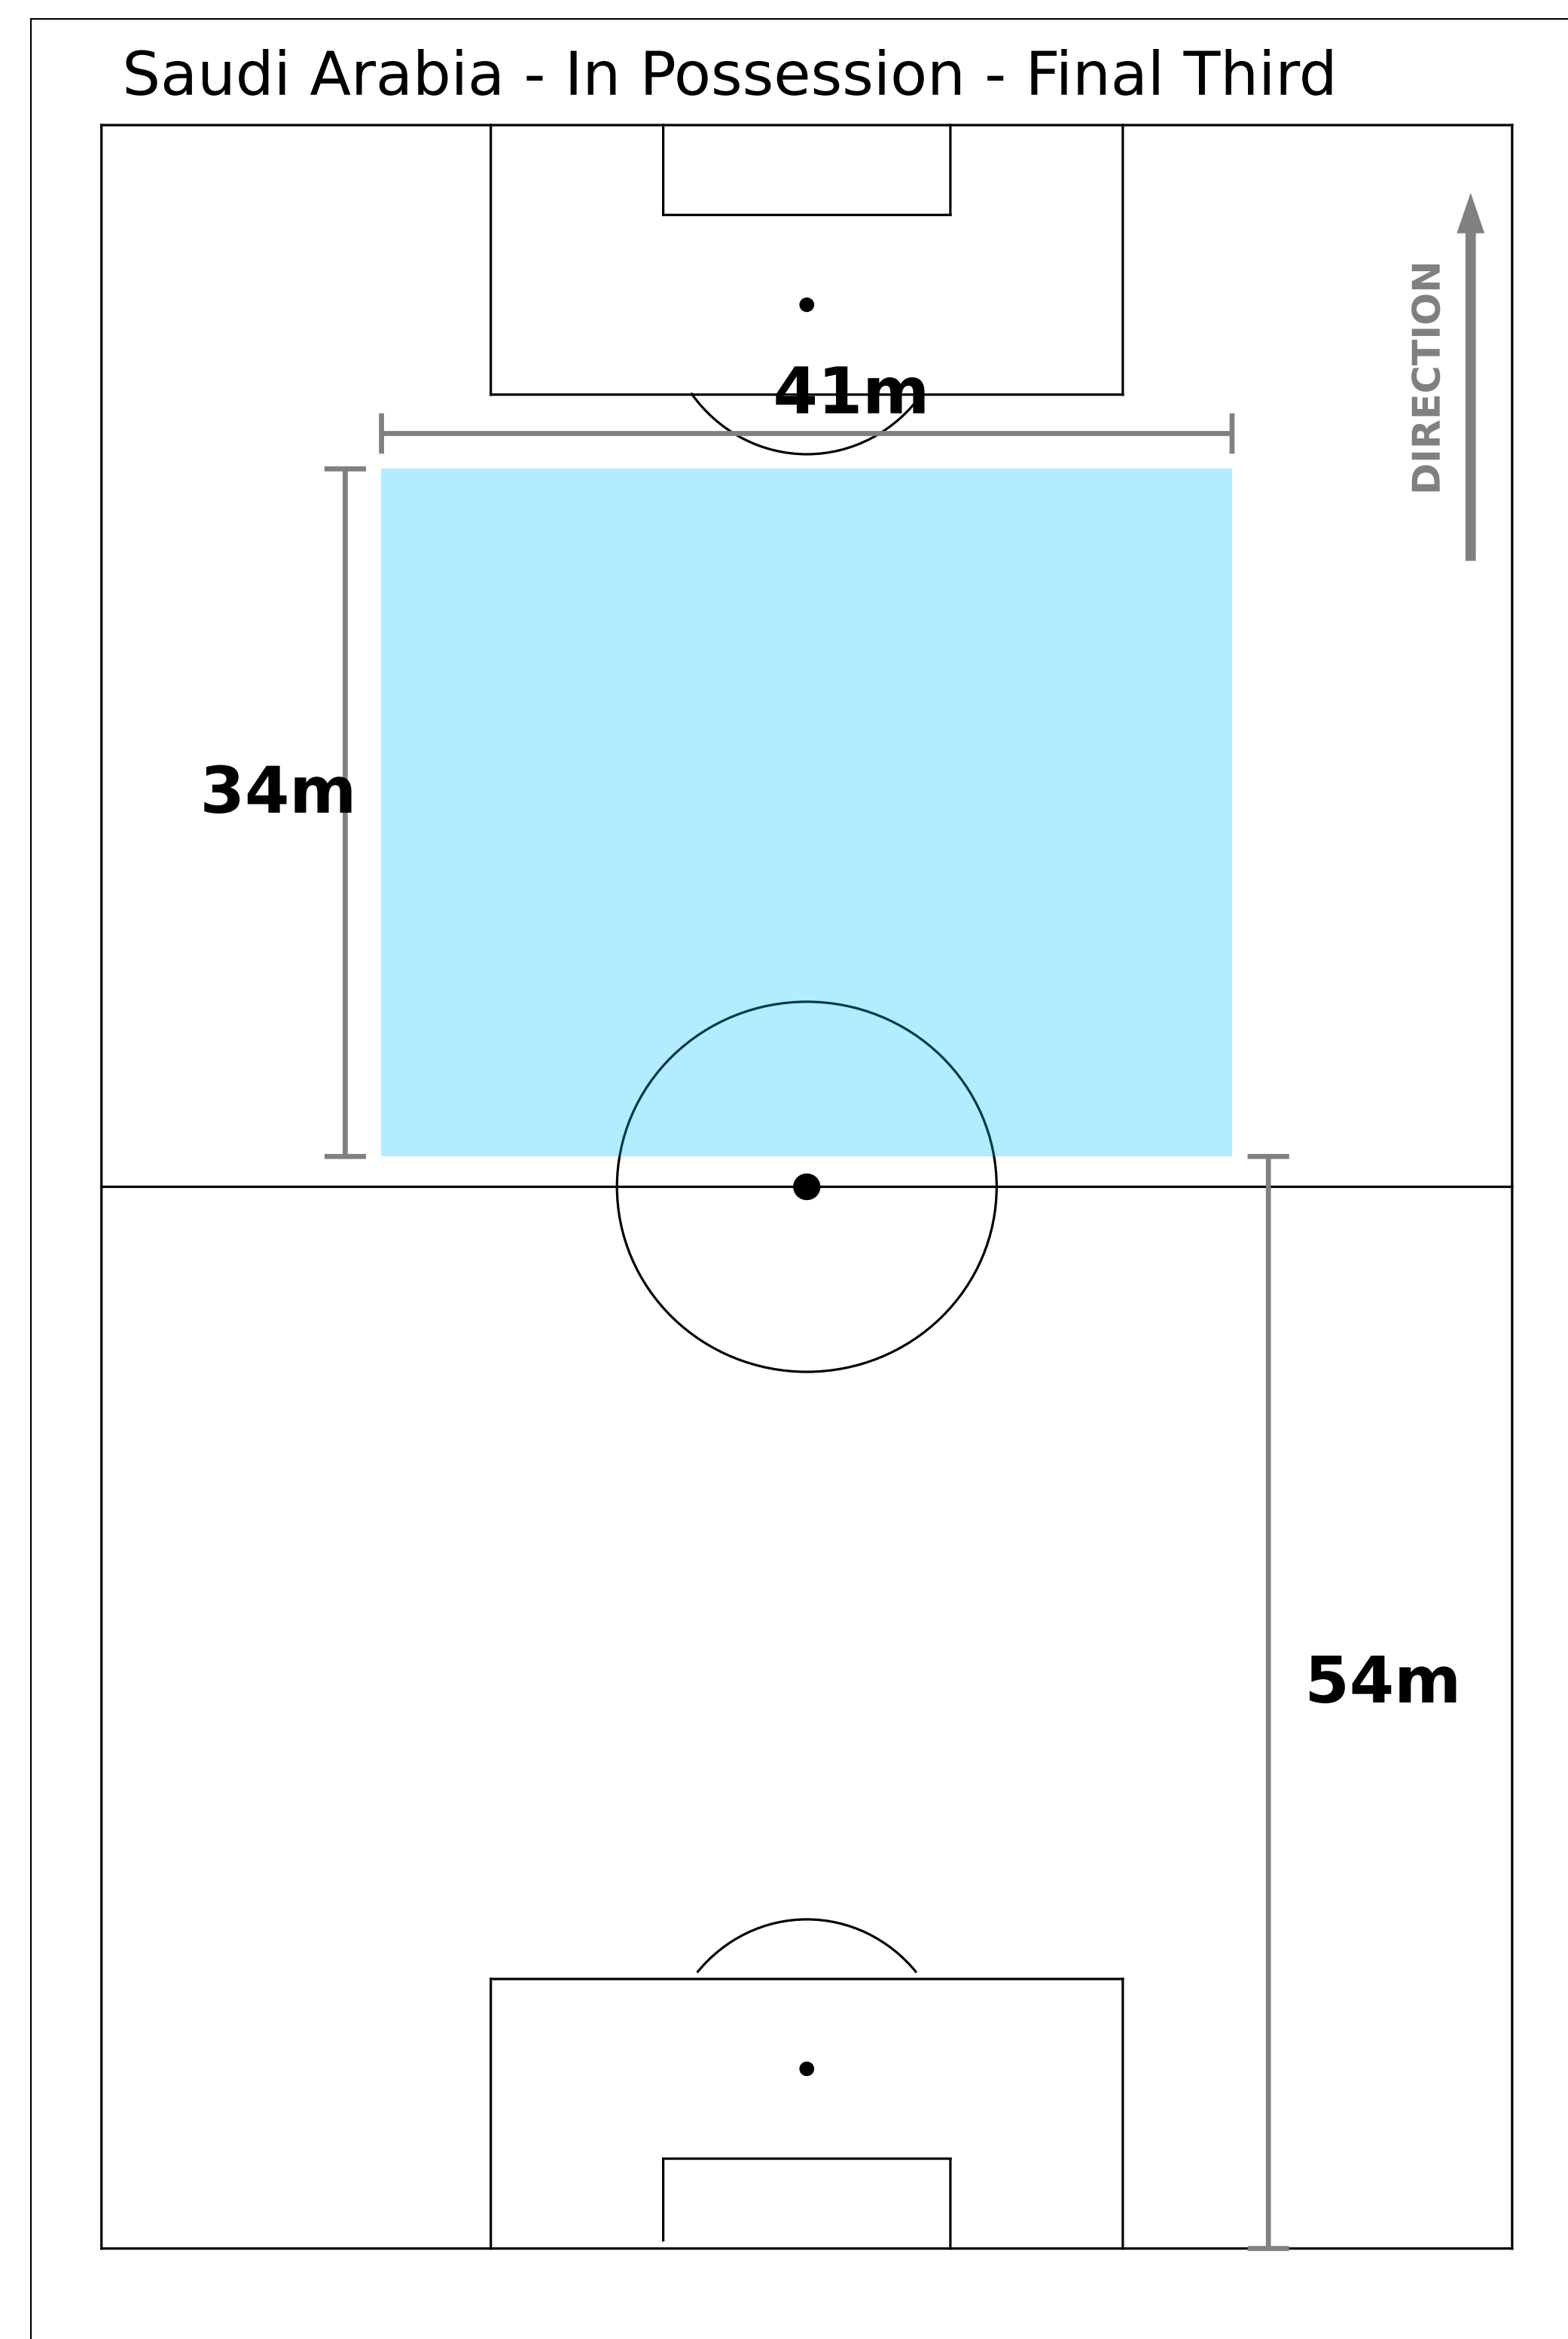 Saudi Arabia - In Possession - Final Third
DIRECTION
41m
34m
54m